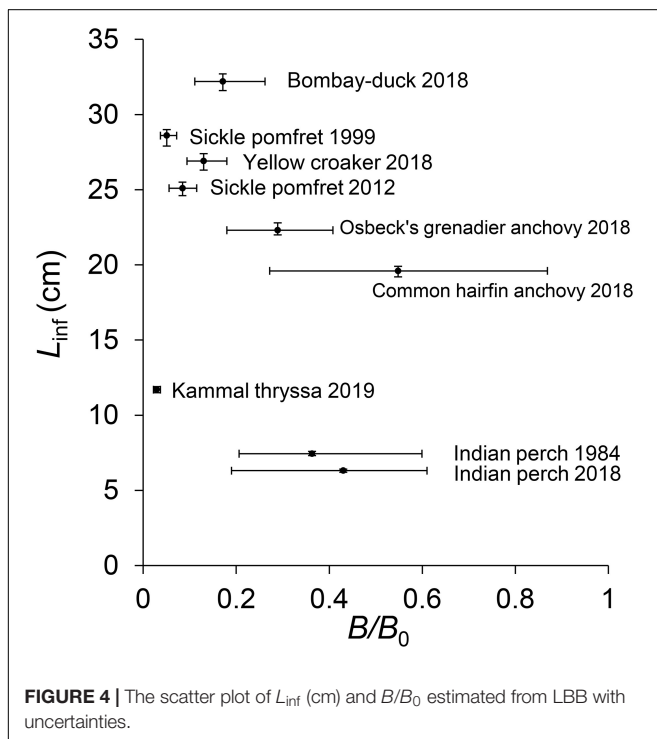 35
30
25
20
15
10
5
0
L_inf (cm)
Bombay-duck 2018
Sickle pomfret 1999
Yellow croaker 2018
Sickle pomfret 2012
Osbeck's grenadier anchovy 2018
Common hairfin anchovy 2018
Kammal thryssa 2019
Indian perch 1984
Indian perch 2018
0 0.2 0.4 0.6 0.8 1
B/B₀
FIGURE 4 | The scatter plot of L_inf (cm) and B/B₀ estimated from LBB with
uncertainties.